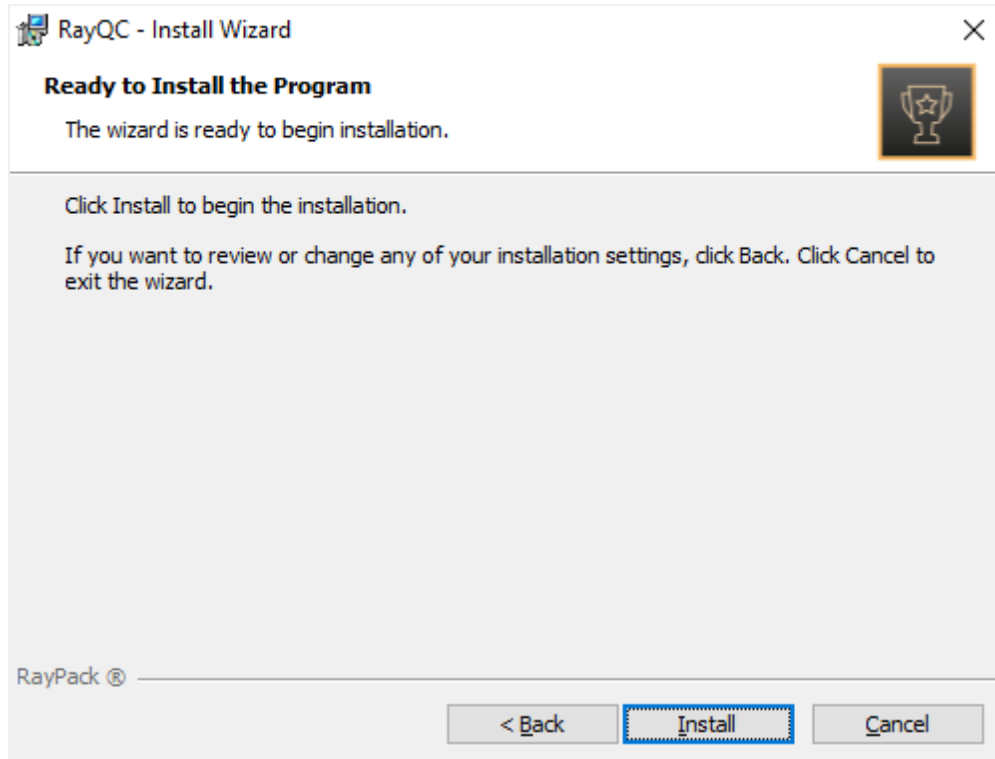 RayQC - Install Wizard
Ready to Install the Program
The wizard is ready to begin installation.
Click Install to begin the installation.
If you want to review or change any of your installation settings, click Back. Click Cancel to
exit the wizard.
RayPack ®
< Back Install Cancel